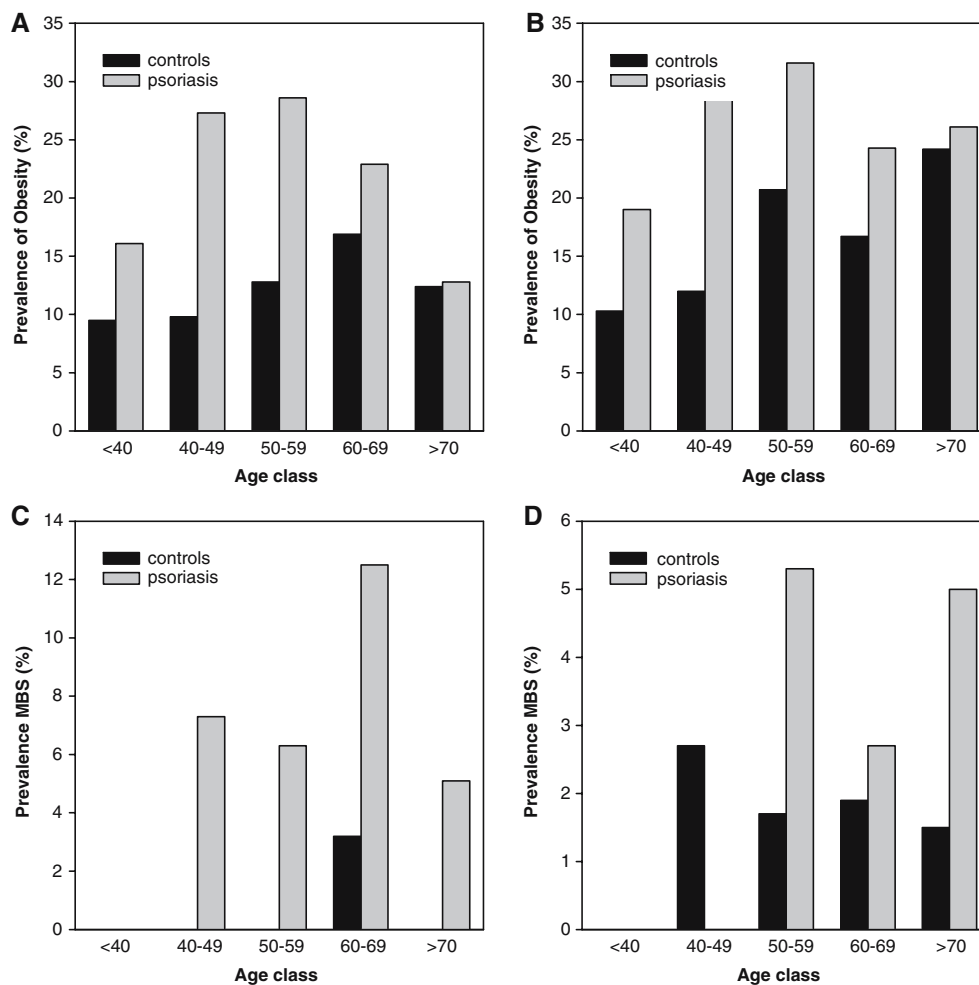 A
Prevalence of Obesity (%)
35
30
25
20
15
10
5
0
controls
psoriasis
<40 40-49 50-59 60-69 >70
Age class
B
Prevalence of Obesity (%)
35
30
25
20
15
10
5
0
controls
psoriasis
<40 40-49 50-59 60-69 >70
Age class
C
Prevalence MBS (%)
14
12
10
8
6
4
2
0
controls
psoriasis
<40 40-49 50-59 60-69 >70
Age class
D
Prevalence MBS (%)
6
5
4
3
2
1
0
controls
psoriasis
<40 40-49 50-59 60-69 >70
Age class